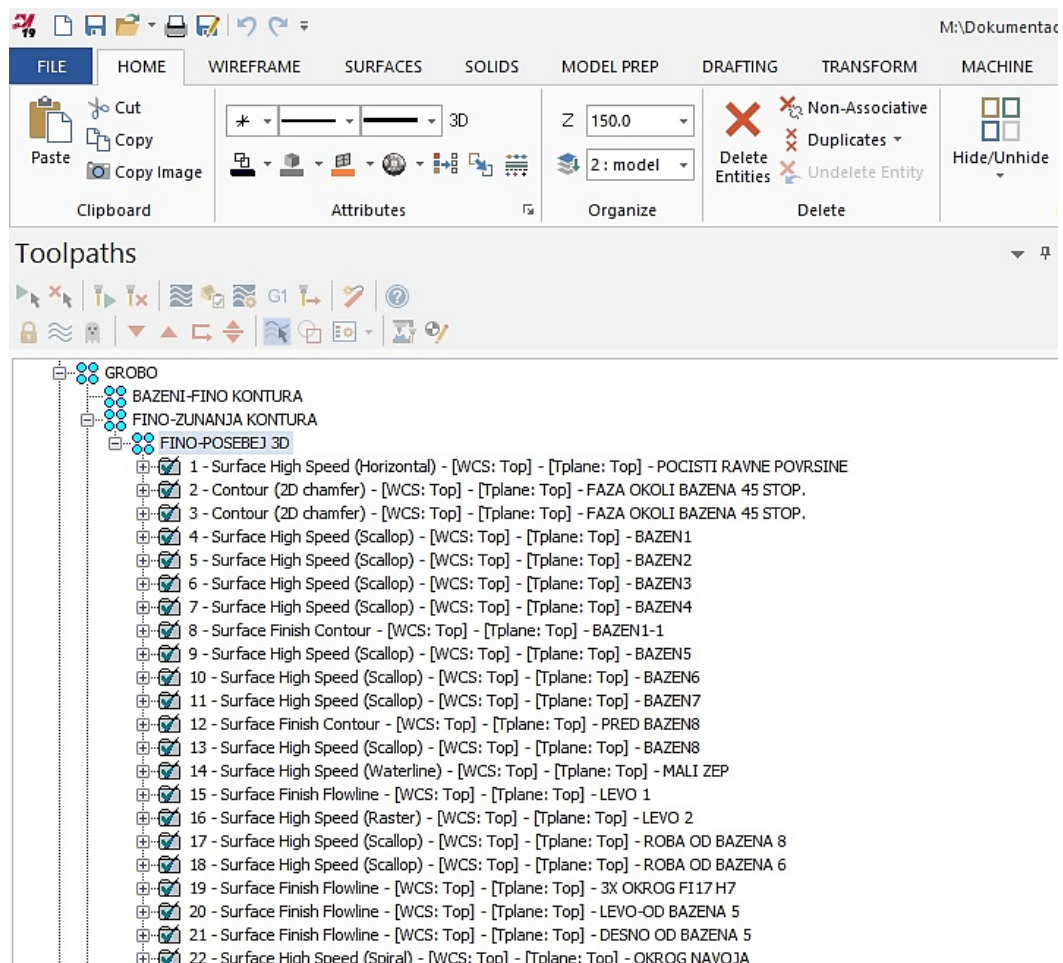 19
M:\Dokumentac
FILE HOME WIREFRAME SURFACES SOLIDS MODEL PREP DRAFTING TRANSFORM MACHINE
Paste
Cut
Copy
Copy Image
Clipboard
3D
Attributes
Z 150.0
2 : model
Organize
Delete Entities
Non-Associative
Duplicates
Undelete Entity
Delete
Hide/Unhide
Toolpaths
G1
GROBO
BAZENI-FINO KONTURA
FINO-ZUNANJA KONTURA
FINO-POSEBEJ 3D
1 - Surface High Speed (Horizontal) - [WCS: Top] - [Tplane: Top] - POCISTI RAVNE POVRSINE
2 - Contour (2D chamfer) - [WCS: Top] - [Tplane: Top] - FAZA OKOLI BAZENA 45 STOP.
3 - Contour (2D chamfer) - [WCS: Top] - [Tplane: Top] - FAZA OKOLI BAZENA 45 STOP.
4 - Surface High Speed (Scallop) - [WCS: Top] - [Tplane: Top] - BAZEN1
5 - Surface High Speed (Scallop) - [WCS: Top] - [Tplane: Top] - BAZEN2
6 - Surface High Speed (Scallop) - [WCS: Top] - [Tplane: Top] - BAZEN3
7 - Surface High Speed (Scallop) - [WCS: Top] - [Tplane: Top] - BAZEN4
8 - Surface Finish Contour - [WCS: Top] - [Tplane: Top] - BAZEN1-1
9 - Surface High Speed (Scallop) - [WCS: Top] - [Tplane: Top] - BAZEN5
10 - Surface High Speed (Scallop) - [WCS: Top] - [Tplane: Top] - BAZEN6
11 - Surface High Speed (Scallop) - [WCS: Top] - [Tplane: Top] - BAZEN7
12 - Surface Finish Contour - [WCS: Top] - [Tplane: Top] - PRED BAZEN8
13 - Surface High Speed (Scallop) - [WCS: Top] - [Tplane: Top] - BAZEN8
14 - Surface High Speed (Waterline) - [WCS: Top] - [Tplane: Top] - MALI ZEP
15 - Surface Finish Flowline - [WCS: Top] - [Tplane: Top] - LEVO 1
16 - Surface High Speed (Raster) - [WCS: Top] - [Tplane: Top] - LEVO 2
17 - Surface High Speed (Scallop) - [WCS: Top] - [Tplane: Top] - ROBA OD BAZENA 8
18 - Surface High Speed (Scallop) - [WCS: Top] - [Tplane: Top] - ROBA OD BAZENA 6
19 - Surface Finish Flowline - [WCS: Top] - [Tplane: Top] - 3X OKROG FI17 H7
20 - Surface Finish Flowline - [WCS: Top] - [Tplane: Top] - LEVO-OD BAZENA 5
21 - Surface Finish Flowline - [WCS: Top] - [Tplane: Top] - DESNO OD BAZENA 5
22 - Surface High Speed (Spiral) - [WCS: Top] - [Tplane: Top] - OKROG NAVOJA